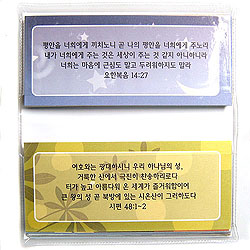 평안을 너희에게 끼치노니 곧 나의 평안을 너희에게 주노라
내가 너희에게 주는 것은 세상이 주는 것 같지 아니하니라
너희는 마음에 근심도 말고 두려워하지도 말라
요한복음 14:27
여호와는 광대하시니 우리 하나님의 성,
거룩한 산에서 극진히 찬송하리로다
터가 높고 아름다워 온 세계가 즐거워함이여
큰 왕의 성 곧 북방에 있는 시온산이 그러하도다
시편 48:1-2